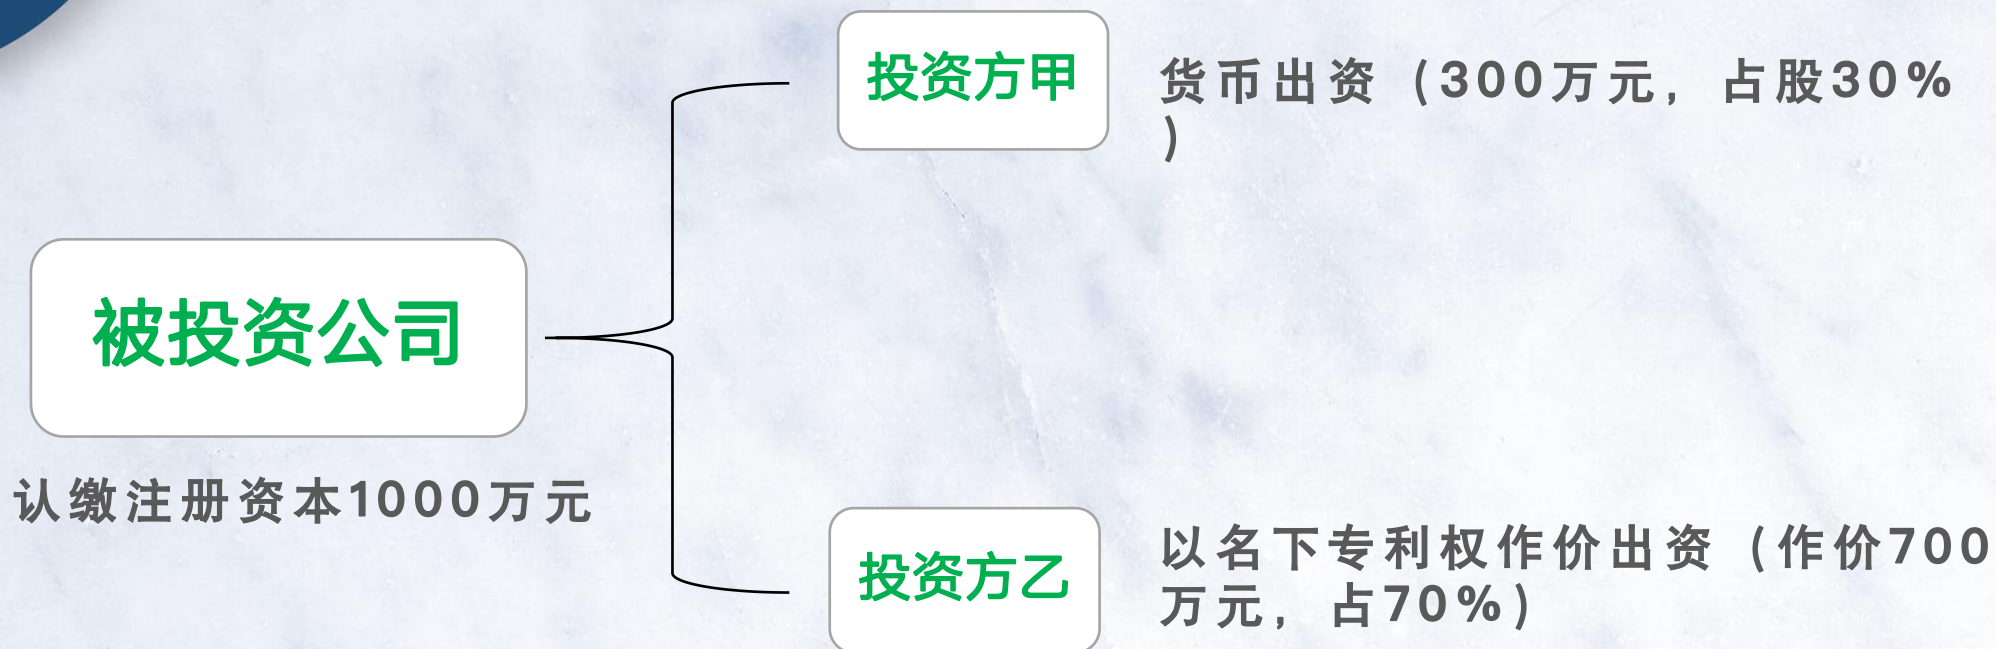 投资方甲
货币出资（300万元，占股30%
）
被投资公司
认缴注册资本1000万元
投资方乙
以名下专利权作价出资（作价700
万元，占70%）